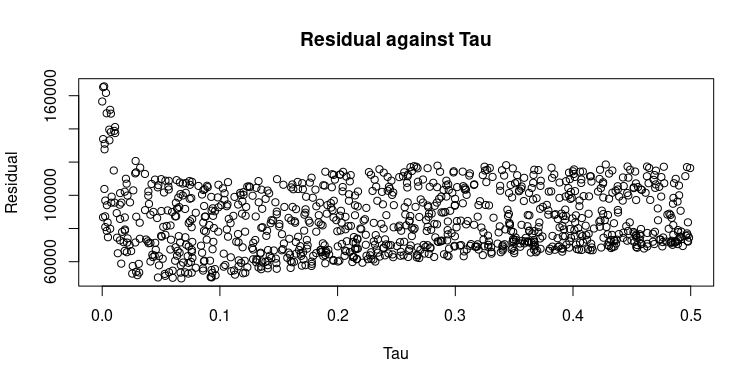 Residual against Tau
160000
100000
60000
Residual
0.0 0.1 0.2 0.3 0.4 0.5
Tau